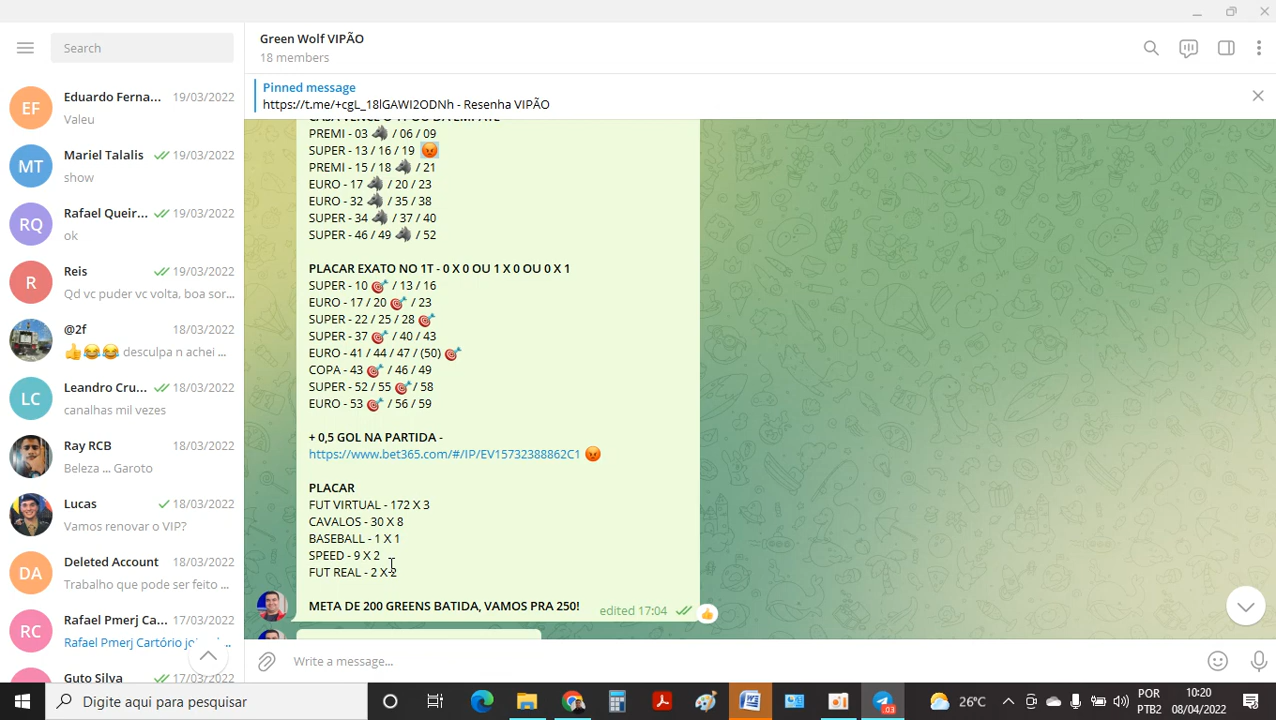 Search
Eduardo Ferna... 19/03/2022
Valeu
Mariel Talalis 19/03/2022
show
Rafael Queir... 19/03/2022
ok
Reis 19/03/2022
Qd vc puder vc volta, boa sor...
@2f 18/03/2022
👍😂😂 desculpa n achei ...
Leandro Cru... 18/03/2022
canalhas mil vezes
Ray RCB 18/03/2022
Beleza ... Garoto
Lucas 18/03/2022
Vamos renovar o VIP?
Deleted Account 18/03/2022
Trabalho que pode ser feito ...
Rafael Pmerj Ca... 17/03/2022
Rafael Pmerj Cartório
Guto Silva 17/03/2022
EF
MT
RQ
R
LC
DA
RC
Green Wolf VIPÃO
18 members
Pinned message
https://t.me/+cgL_18lGAWI2ODNh - Resenha VIPÃO
CASA VENCE O 1T OU DÁ EMPATE
PREMI - 03 🐺 / 06 / 09
SUPER - 13 / 16 / 19 😡
PREMI - 15 / 18 🐺 / 21
EURO - 17 🐺 / 20 / 23
EURO - 32 🐺 / 35 / 38
SUPER - 34 🐺 / 37 / 40
SUPER - 46 / 49 🐺 / 52
PLACAR EXATO NO 1T - 0 X 0 OU 1 X 0 OU 0 X 1
SUPER - 10 🎯 / 13 / 16
EURO - 17 / 20 🎯 / 23
SUPER - 22 / 25 / 28 🎯
SUPER - 37 🎯 / 40 / 43
EURO - 41 / 44 / 47 / (50) 🎯
COPA - 43 🎯 / 46 / 49
SUPER - 52 / 55 🎯 / 58
EURO - 53 🎯 / 56 / 59
+ 0,5 GOL NA PARTIDA -
https://www.bet365.com/#/IP/EV15732388862C1 😡
PLACAR
FUT VIRTUAL - 172 X 3
CAVALOS - 30 X 8
BASEBALL - 1 X 1
SPEED - 9 X 2
FUT REAL - 2 X 2
META DE 200 GREENS BATIDA, VAMOS PRA 250!
edited 17:04
Write a message...
Digite aqui para pesquisar
26°C
POR
PTB2
10:20
08/04/2022